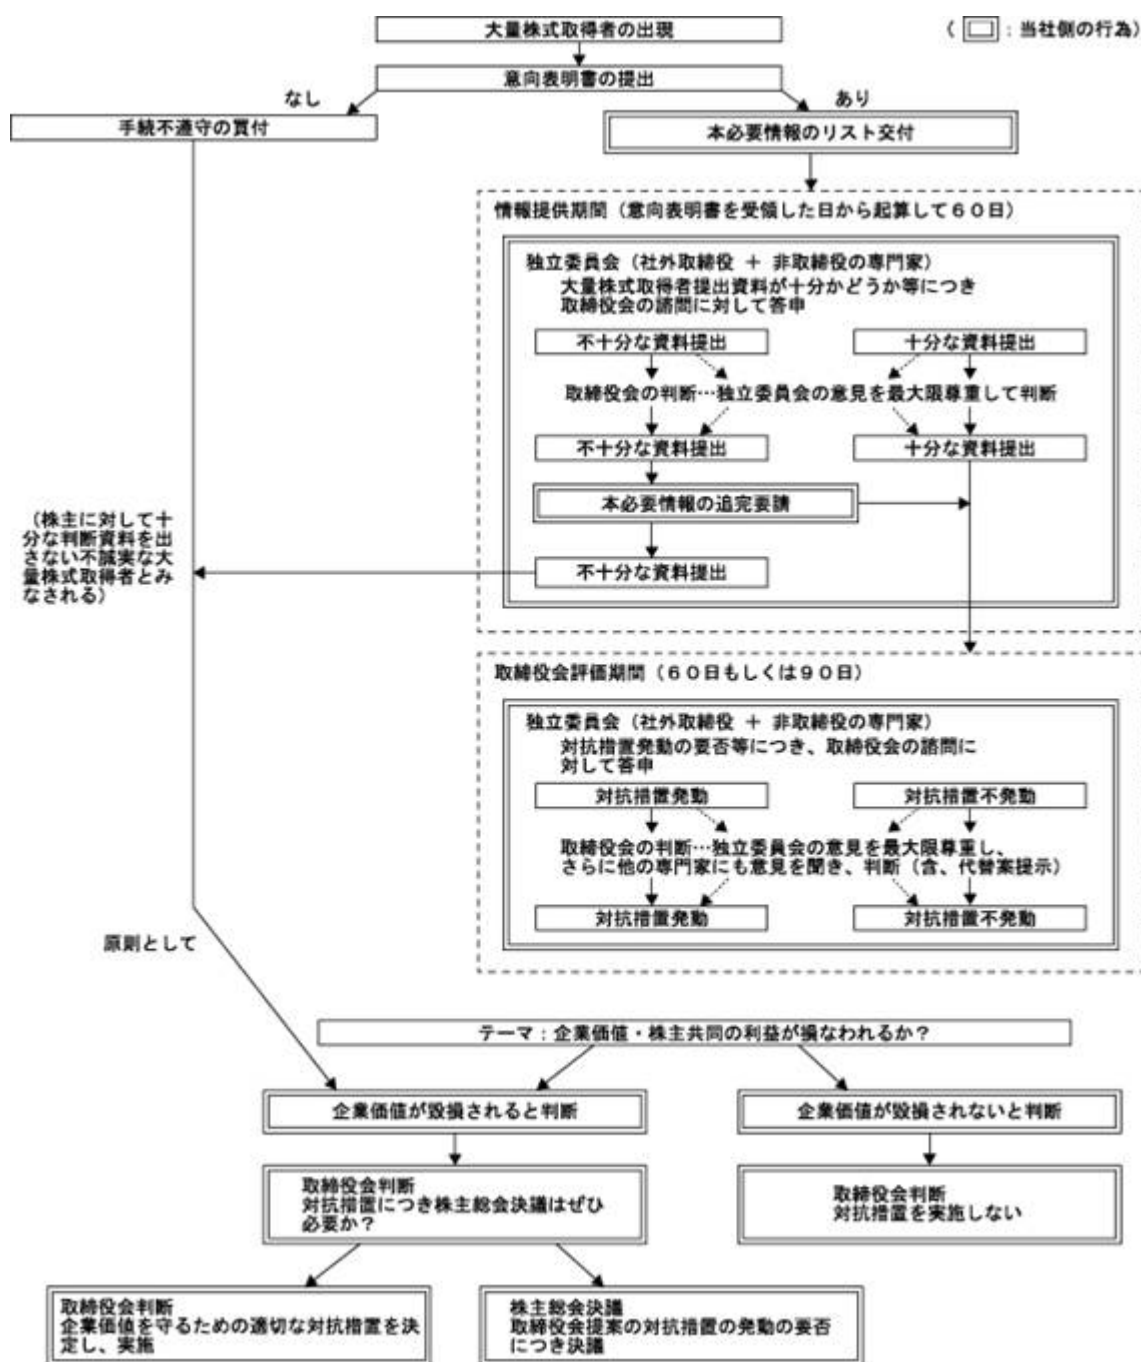 大量株式取得者の出現
（ □：当社側の行為）
意向表明書の提出
なし
あり
手続不遵守の買付
本必要情報のリスト交付
情報提供期間（意向表明書を受領した日から起算して６０日）
独立委員会（社外取締役 ＋ 非取締役の専門家）
大量株式取得者提出資料が十分かどうか等につき
取締役会の諮問に対して答申
不十分な資料提出
十分な資料提出
取締役会の判断…独立委員会の意見を最大限尊重して判断
不十分な資料提出
十分な資料提出
本必要情報の追完要請
（株主に対して十
分な判断資料を出
さない不誠実な大
量株式取得者とみ
なされる）
不十分な資料提出
取締役会評価期間（６０日もしくは９０日）
独立委員会（社外取締役 ＋ 非取締役の専門家）
対抗措置発動の要否等につき、取締役会の諮問に
対して答申
対抗措置発動
対抗措置不発動
取締役会の判断…独立委員会の意見を最大限尊重し、
さらに他の専門家にも意見を聞き、判断（含、代替案提示）
対抗措置発動
対抗措置不発動
原則として
テーマ：企業価値・株主共同の利益が損なわれるか？
企業価値が毀損されると判断
企業価値が毀損されないと判断
取締役会判断
対抗措置につき株主総会決議はぜひ
必要か？
取締役会判断
対抗措置を実施しない
取締役会判断
企業価値を守るための適切な対抗措置を決
定し、実施
株主総会決議
取締役会提案の対抗措置の発動の要否
につき決議